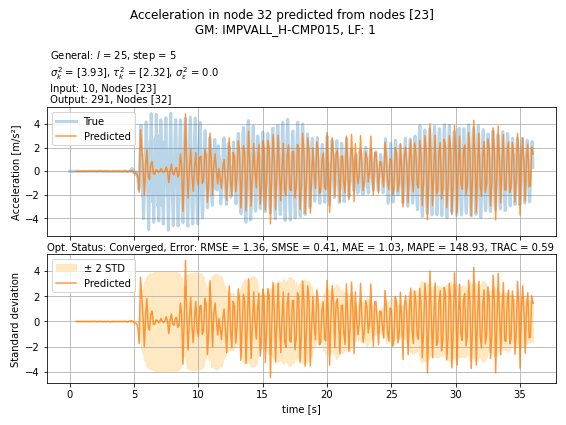 Acceleration in node 32 predicted from nodes [23]
GM: IMPVALL_H-CMP015, LF: 1
General: l = 25, step = 5
σ²ₖ = [3.93], τ²ₖ = [2.32], σ²ε = 0.0
Input: 10, Nodes [23]
Output: 291, Nodes [32]
True
Predicted
Acceleration [m/s²]
4
2
0
−2
−4
Opt. Status: Converged, Error: RMSE = 1.36, SMSE = 0.41, MAE = 1.03, MAPE = 148.93, TRAC = 0.59
± 2 STD
Predicted
Standard deviation
4
2
0
−2
−4
0 5 10 15 20 25 30 35
time [s]